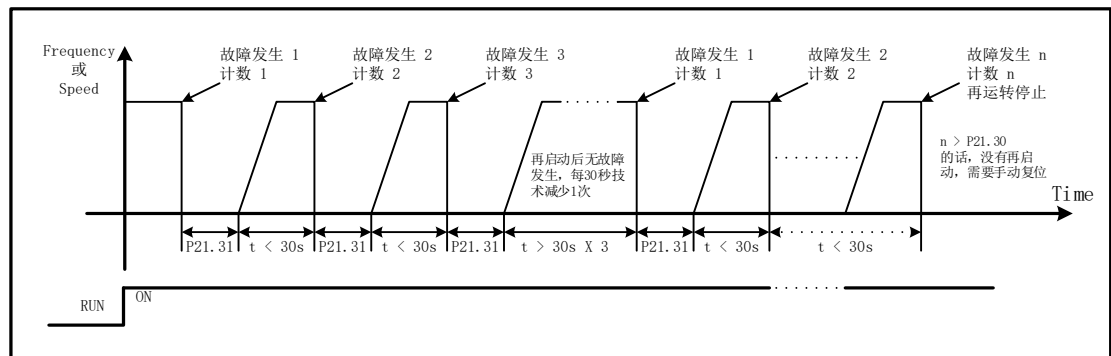 Frequency
或
Speed
故障发生 1
计数 1
故障发生 2
计数 2
故障发生 3
计数 3
故障发生 1
计数 1
故障发生 2
计数 2
故障发生 n
计数 n
再运转停止
再启动后无故障
发生，每30秒技
术减少1次
n > P21.30
的话，没有再启
动，需要手动复位
Time
P21.31
t < 30s
P21.31
t < 30s
P21.31
t > 30s X 3
P21.31
t < 30s
t < 30s
RUN
ON